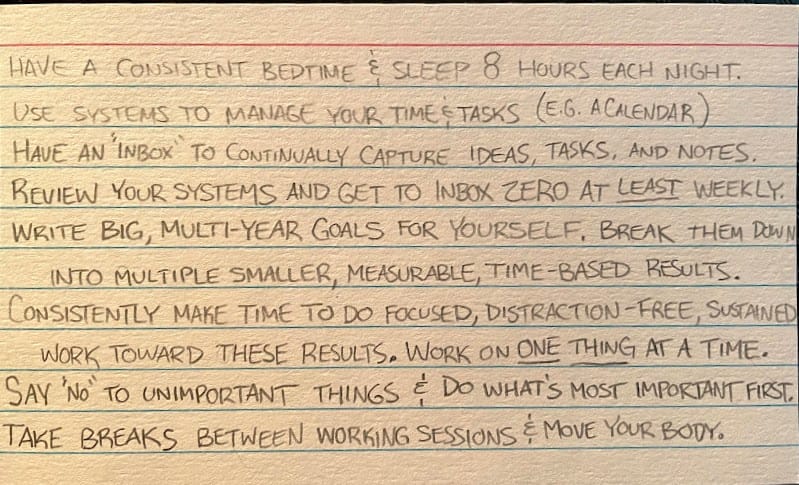 HAVE A CONSISTENT BEDTIME & SLEEP 8 HOURS EACH NIGHT.
USE SYSTEMS TO MANAGE YOUR TIME & TASKS (E.G. A CALENDAR)
HAVE AN "INBOX" TO CONTINUALLY CAPTURE IDEAS, TASKS, AND NOTES.
REVIEW YOUR SYSTEMS AND GET TO INBOX ZERO AT LEAST WEEKLY.
WRITE BIG, MULTI-YEAR GOALS FOR YOURSELF. BREAK THEM DOWN
INTO MULTIPLE SMALLER, MEASURABLE, TIME-BASED RESULTS.
CONSISTENTLY MAKE TIME TO DO FOCUSED, DISTRACTION-FREE, SUSTAINED
WORK TOWARD THESE RESULTS. WORK ON ONE THING AT A TIME.
SAY "NO" TO UNIMPORTANT THINGS & DO WHAT'S MOST IMPORTANT FIRST.
TAKE BREAKS BETWEEN WORKING SESSIONS & MOVE YOUR BODY.